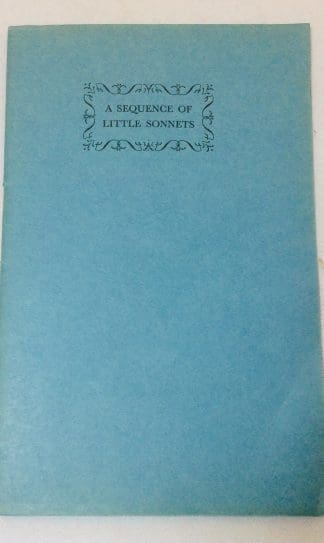 A SEQUENCE OF
LITTLE SONNETS